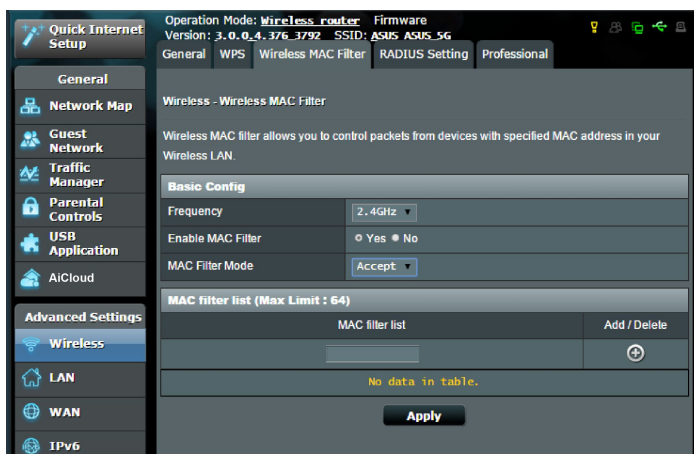 Quick Internet
Setup
Operation Mode: Wireless router Firmware
Version: 3.0.0.4.376_3792 SSID: ASUS ASUS_5G
General WPS Wireless MAC Filter RADIUS Setting Professional
General
Network Map
Guest
Network
Traffic
Manager
Parental
Controls
USB
Application
AiCloud
Advanced Settings
Wireless
LAN
WAN
IPv6
Wireless - Wireless MAC Filter
Wireless MAC filter allows you to control packets from devices with specified MAC address in your
Wireless LAN.
Basic Config
Frequency 2.4GHz
Enable MAC Filter Yes No
MAC Filter Mode Accept
MAC filter list (Max Limit : 64)
MAC filter list Add / Delete
No data in table.
Apply